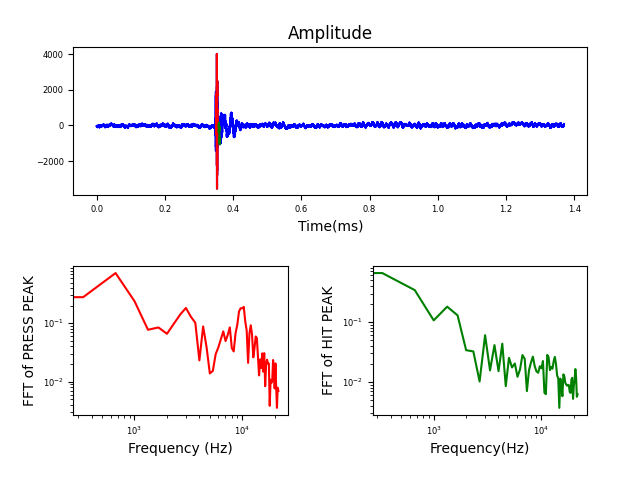 Amplitude
4000
2000
0
−2000
0.0 0.2 0.4 0.6 0.8 1.0 1.2 1.4
Time(ms)
FFT of PRESS PEAK
10⁻¹
10⁻²
10³ 10⁴
Frequency (Hz)
FFT of HIT PEAK
10⁻¹
10⁻²
10³ 10⁴
Frequency(Hz)